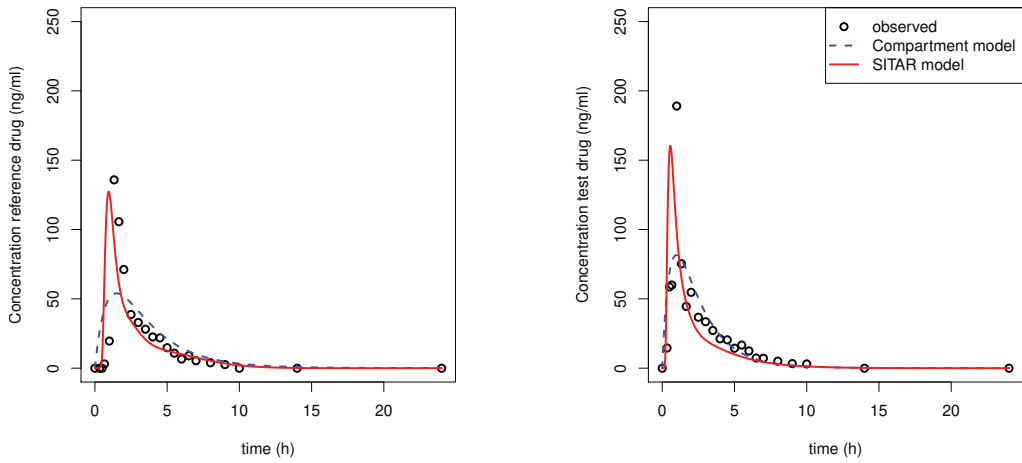 Concentration reference drug (ng/ml)
250
200
150
100
50
0
0 5 10 15 20
time (h)
Concentration test drug (ng/ml)
250
200
150
100
50
0
0 5 10 15 20
time (h)
observed
Compartment model
SITAR model